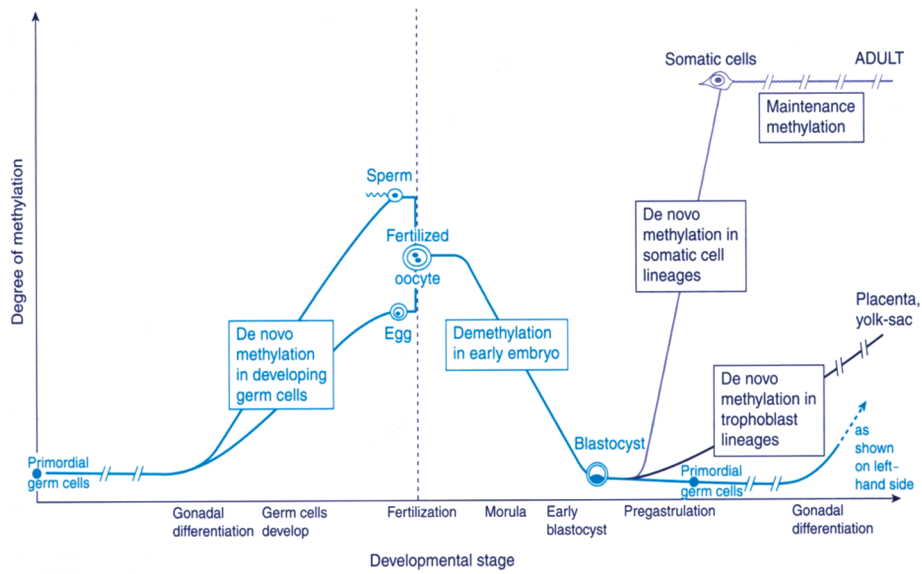 Degree of methylation
Somatic cells
ADULT
Maintenance
methylation
Sperm
Fertilized
oocyte
Egg
De novo
methylation
in developing
germ cells
De novo
methylation in
somatic cell
lineages
Demethylation
in early embryo
Placenta,
yolk-sac
De novo
methylation in
trophoblast
lineages
Blastocyst
as
shown
on left-
hand side
Primordial
germ cells
Primordial
germ cells
Gonadal
differentiation
Germ cells
develop
Fertilization
Morula
Early
blastocyst
Pregastrulation
Gonadal
differentiation
Developmental stage